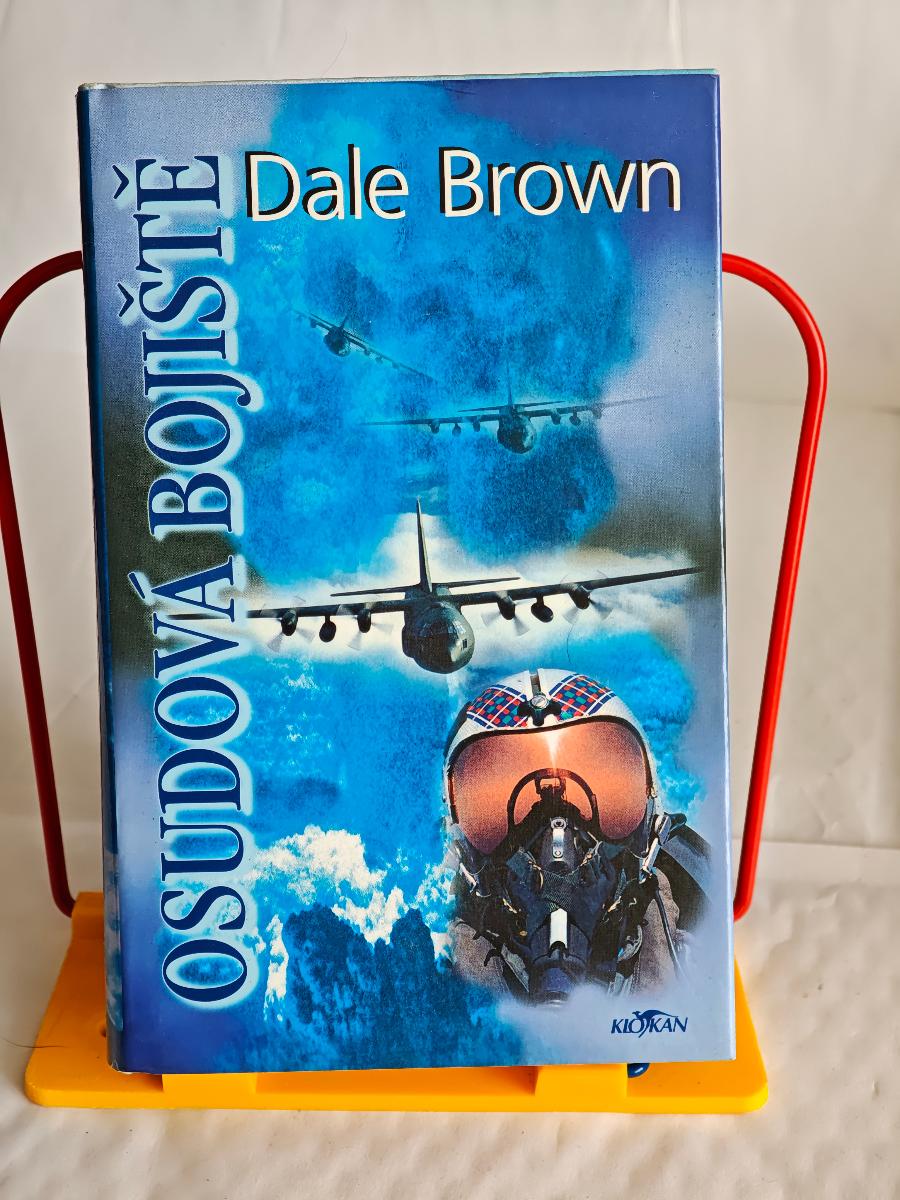 Dale Brown
OSUDOVÁ BOJIŠTĚ
KLOKAN